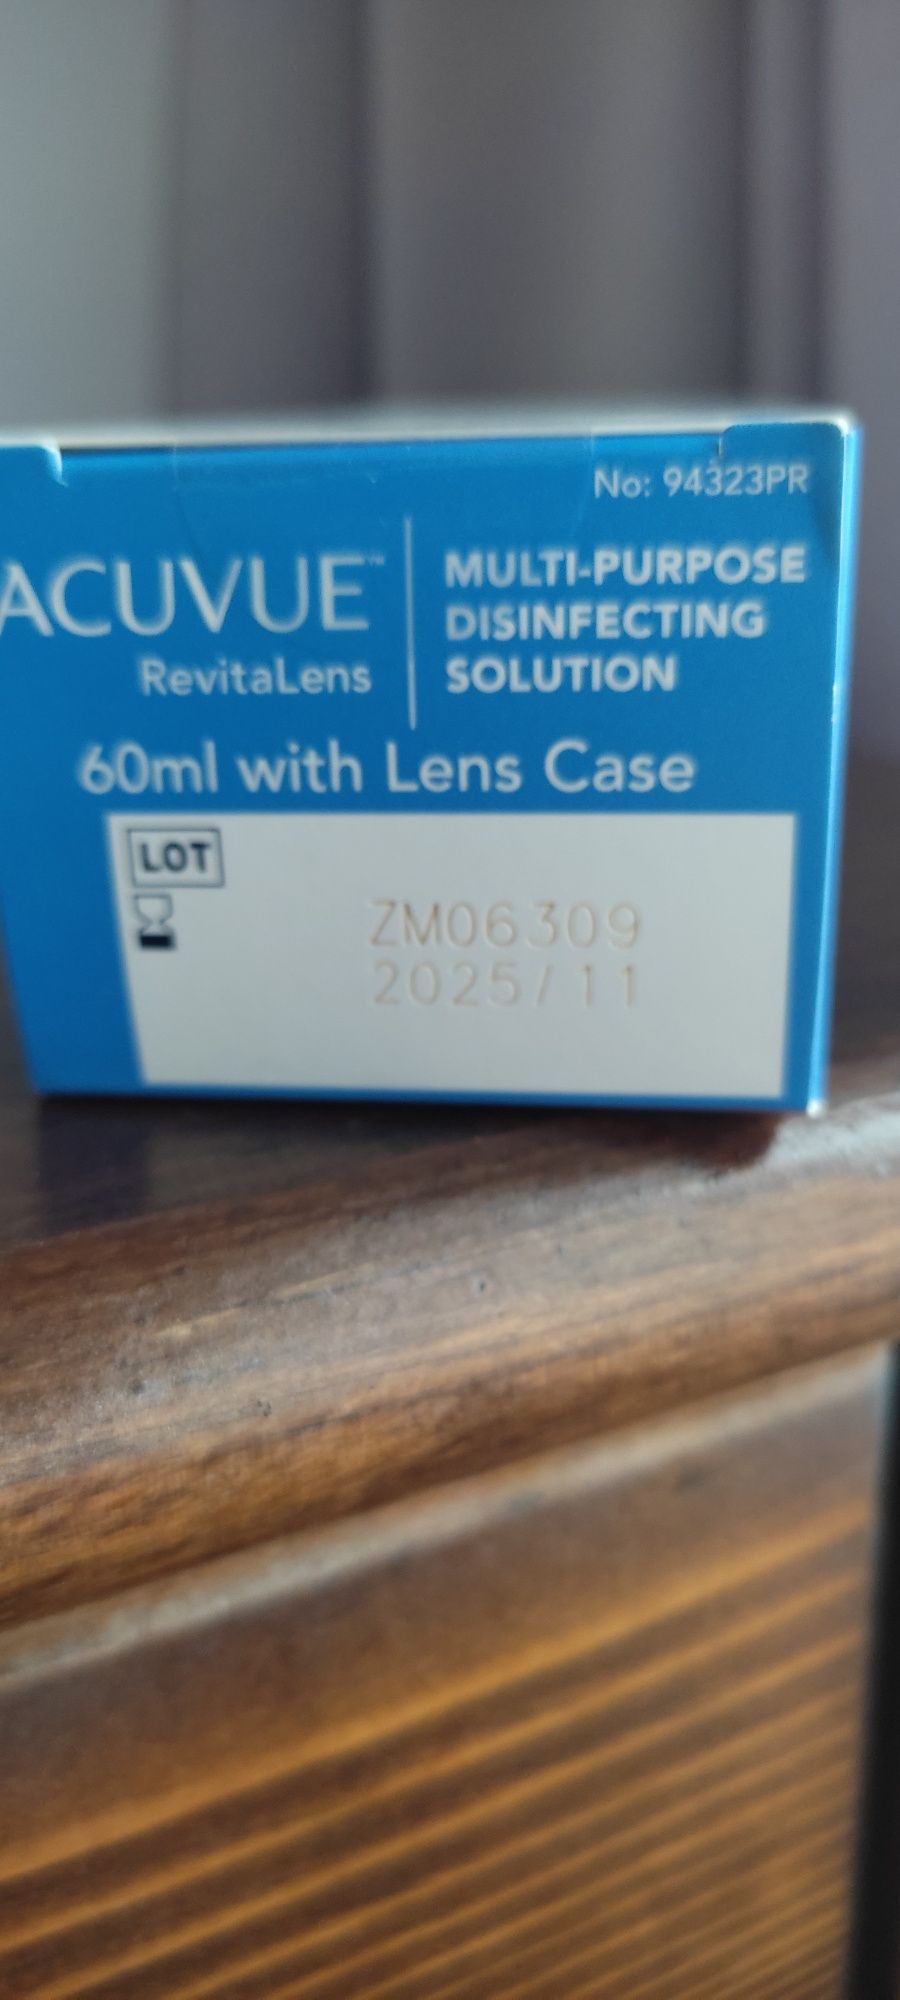 No: 94323PR
ACUVUE™
RevitaLens
MULTI-PURPOSE
DISINFECTING
SOLUTION
60ml with Lens Case
LOT
ZM06309
2025/11